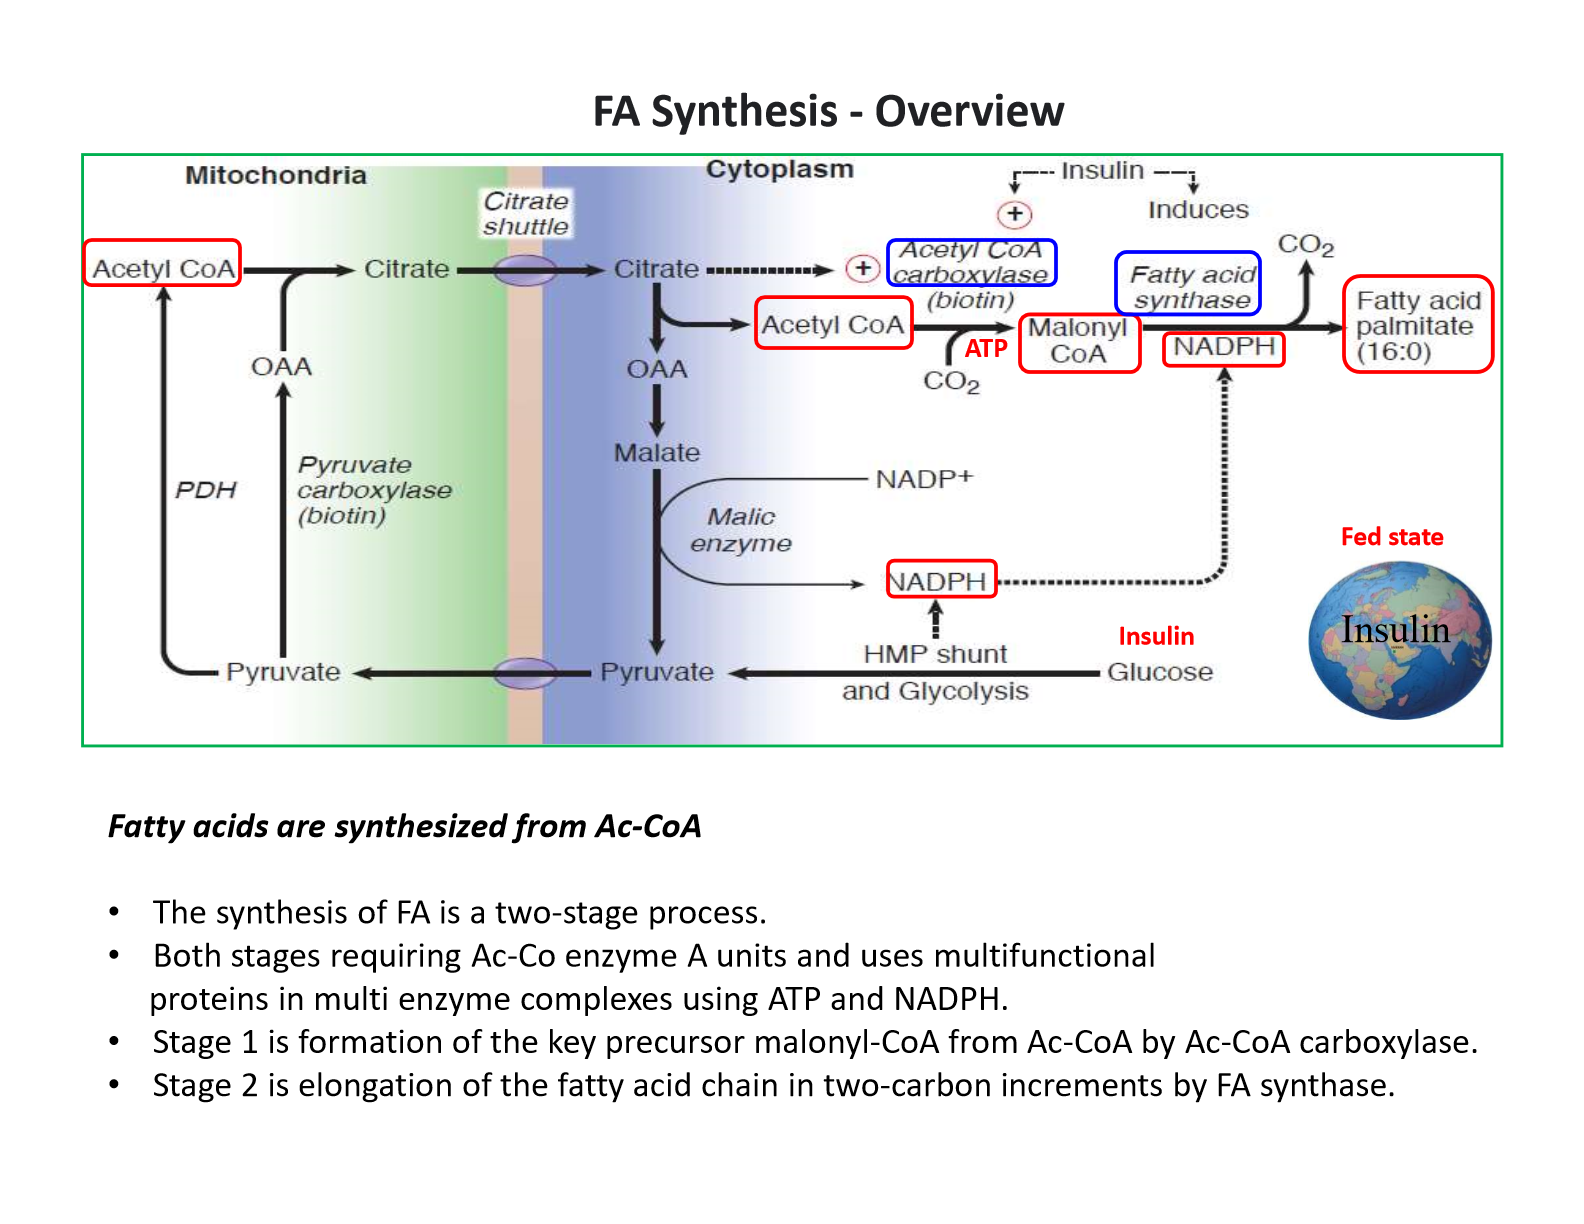 FA Synthesis - Overview
Mitochondria
Cytoplasm
Insulin
Citrate
shuttle
+
Induces
Acetyl CoA
Citrate
Citrate
+
Acetyl CoA
carboxylase
(biotin)
Fatty acid
synthase
CO2
Acetyl CoA
ATP
CO2
Malonyl
CoA
NADPH
Fatty acid
palmitate
(16:0)
OAA
OAA
Malate
PDH
Pyruvate
carboxylase
(biotin)
NADP+
Malic
enzyme
NADPH
Fed state
Insulin
Insulin
HMP shunt
and Glycolysis
Pyruvate
Pyruvate
Glucose
Fatty acids are synthesized from Ac-CoA
• The synthesis of FA is a two-stage process.
• Both stages requiring Ac-Co enzyme A units and uses multifunctional
proteins in multi enzyme complexes using ATP and NADPH.
• Stage 1 is formation of the key precursor malonyl-CoA from Ac-CoA by Ac-CoA carboxylase.
• Stage 2 is elongation of the fatty acid chain in two-carbon increments by FA synthase.